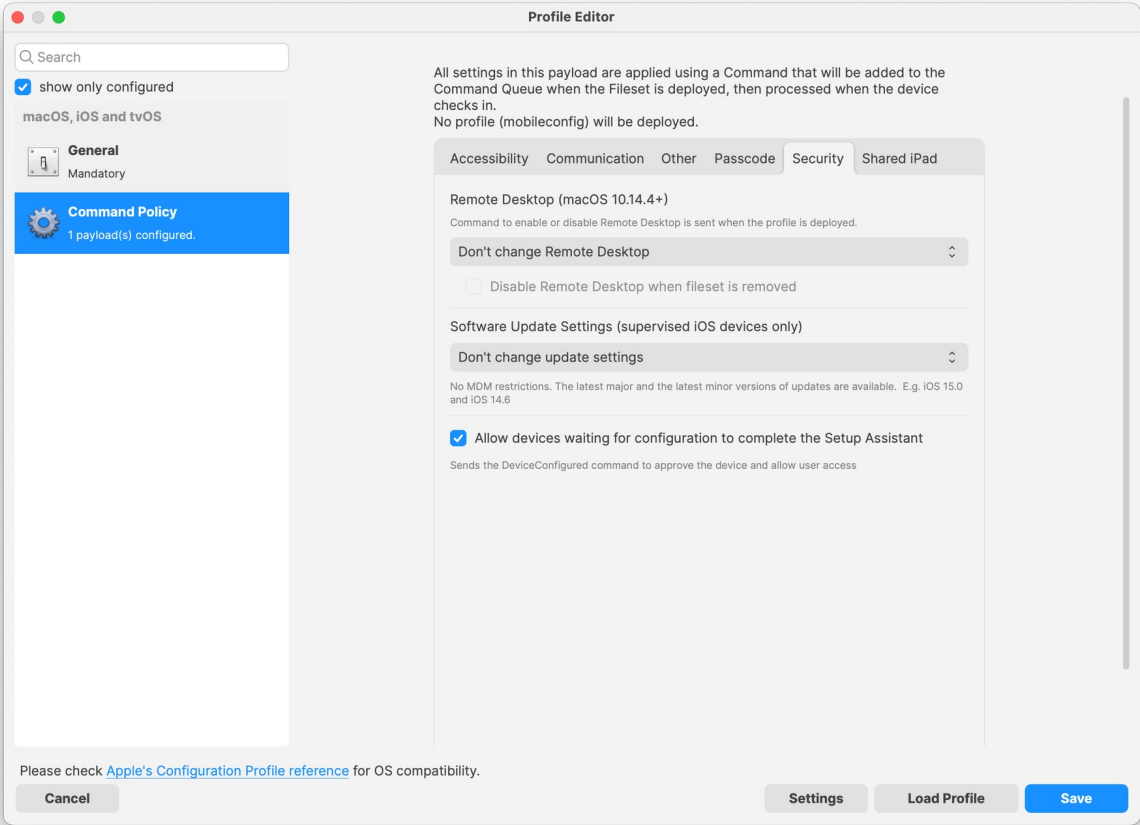 Profile Editor
Search
show only configured
macOS, iOS and tvOS
General
Mandatory
Command Policy
1 payload(s) configured.
All settings in this payload are applied using a Command that will be added to the
Command Queue when the Fileset is deployed, then processed when the device
checks in.
No profile (mobileconfig) will be deployed.
Accessibility Communication Other Passcode Security Shared iPad
Remote Desktop (macOS 10.14.4+)
Command to enable or disable Remote Desktop is sent when the profile is deployed.
Don't change Remote Desktop
Disable Remote Desktop when fileset is removed
Software Update Settings (supervised iOS devices only)
Don't change update settings
No MDM restrictions. The latest major and the latest minor versions of updates are available. E.g. iOS 15.0
and iOS 14.6
Allow devices waiting for configuration to complete the Setup Assistant
Sends the DeviceConfigured command to approve the device and allow user access
Please check Apple's Configuration Profile reference for OS compatibility.
Cancel Settings Load Profile Save